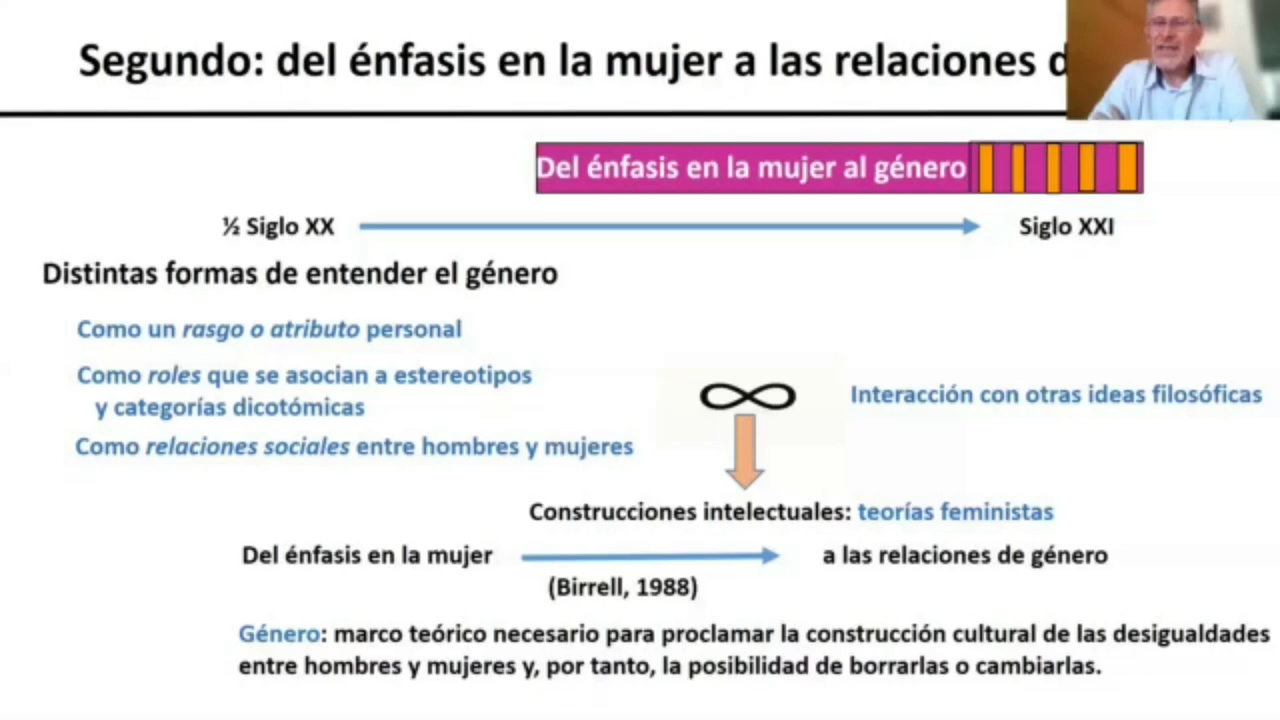 Segundo: del énfasis en la mujer a las relaciones
Del énfasis en la mujer al género
½ Siglo XX
Siglo XXI
Distintas formas de entender el género
Como un rasgo o atributo personal
Como roles que se asocian a estereotipos
y categorías dicotómicas
Como relaciones sociales entre hombres y mujeres
∞
Interacción con otras ideas filosóficas
Construcciones intelectuales: teorías feministas
Del énfasis en la mujer
a las relaciones de género
(Birrell, 1988)
Género: marco teórico necesario para proclamar la construcción cultural de las desigualdades
entre hombres y mujeres y, por tanto, la posibilidad de borrarlas o cambiarlas.